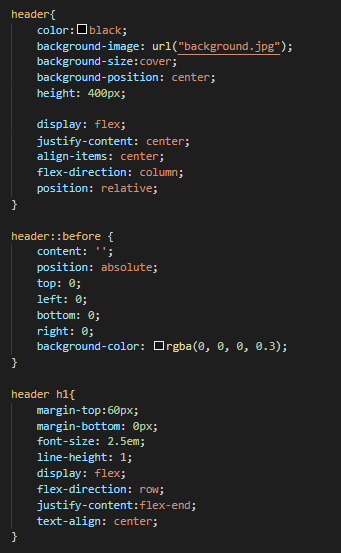 header{
color:black;
background-image: url("background.jpg");
background-size:cover;
background-position: center;
height: 400px;
display: flex;
justify-content: center;
align-items: center;
flex-direction: column;
position: relative;
}
header::before {
content: '';
position: absolute;
top: 0;
left: 0;
bottom: 0;
right: 0;
background-color: rgba(0, 0, 0, 0.3);
}
header h1{
margin-top:60px;
margin-bottom: 0px;
font-size: 2.5em;
line-height: 1;
display: flex;
flex-direction: row;
justify-content:flex-end;
text-align: center;
}